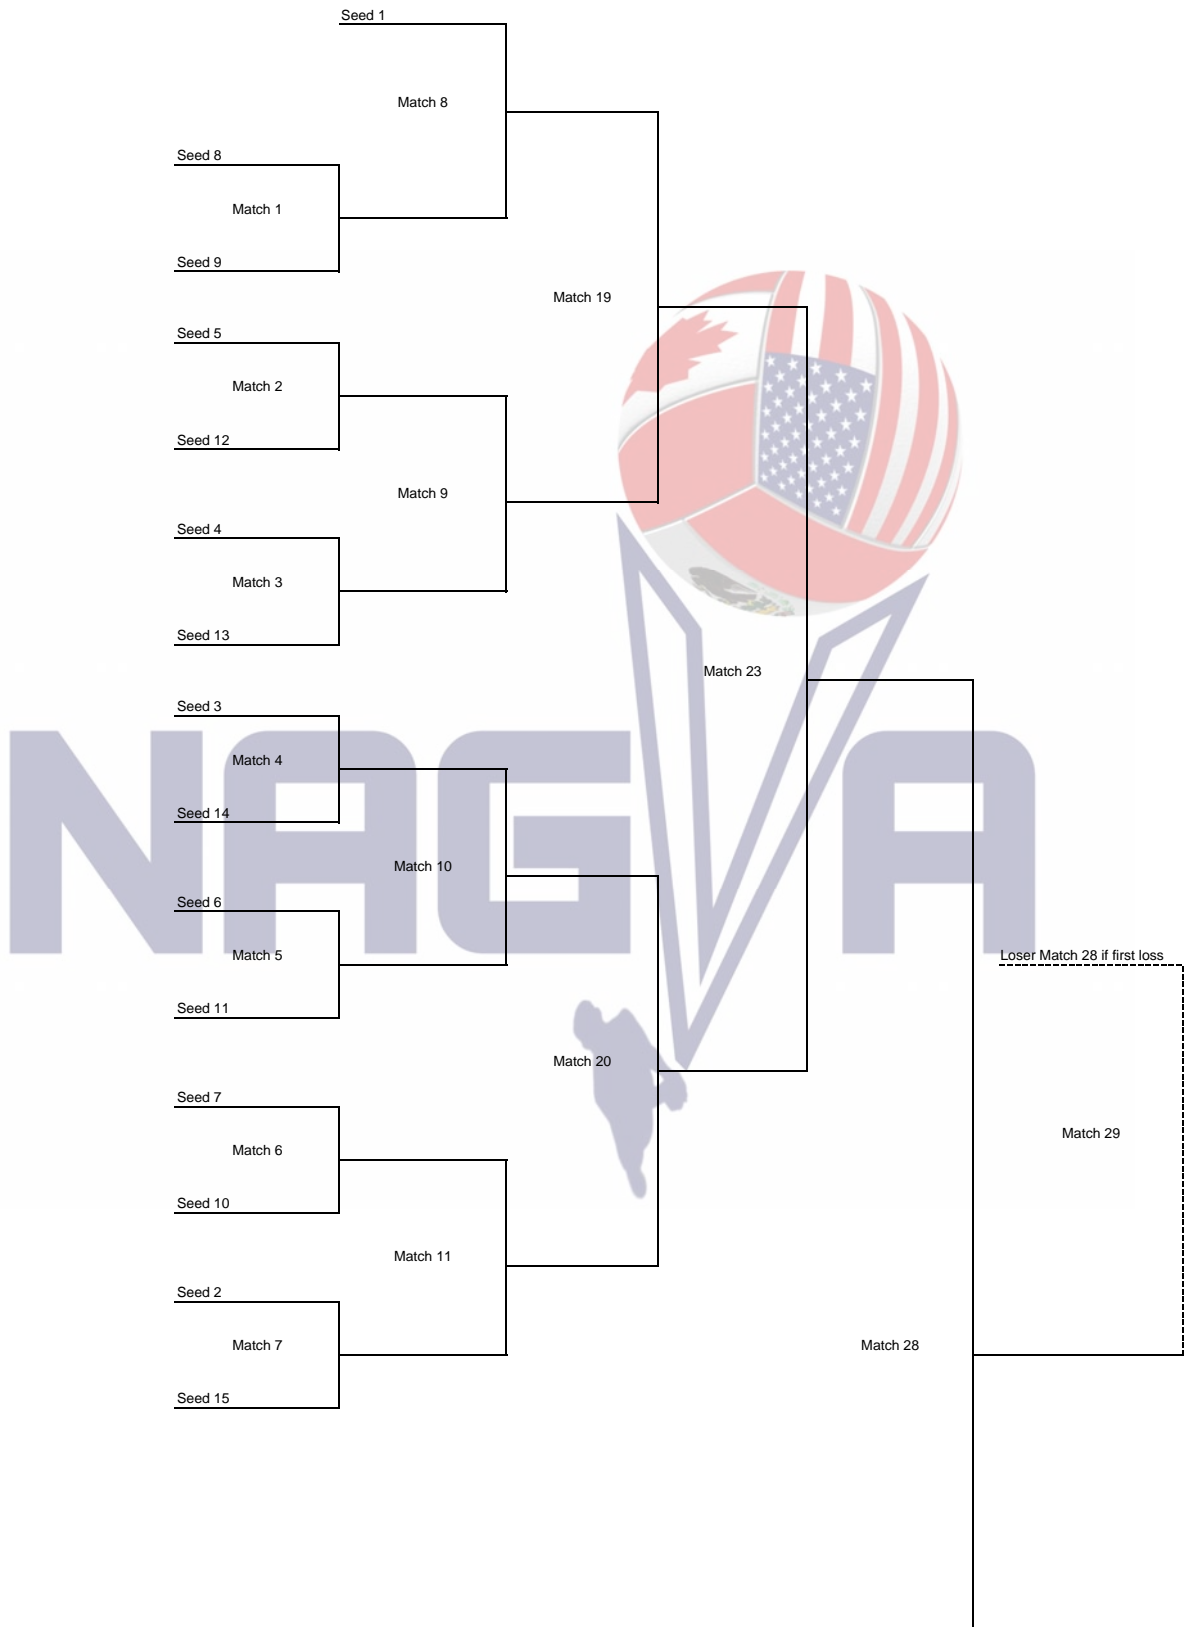 Seed 1
Match 8
Seed 8
Match 1
Seed 9
Match 19
Seed 5
Match 2
Seed 12
Match 9
Seed 4
Match 3
Seed 13
Match 23
Seed 3
Match 4
Seed 14
Match 10
Seed 6
Match 5
Loser Match 28 if first loss
Seed 11
Match 20
Seed 7
Match 29
Match 6
Seed 10
Match 11
Seed 2
Match 7
Match 28
Seed 15
NAGVA